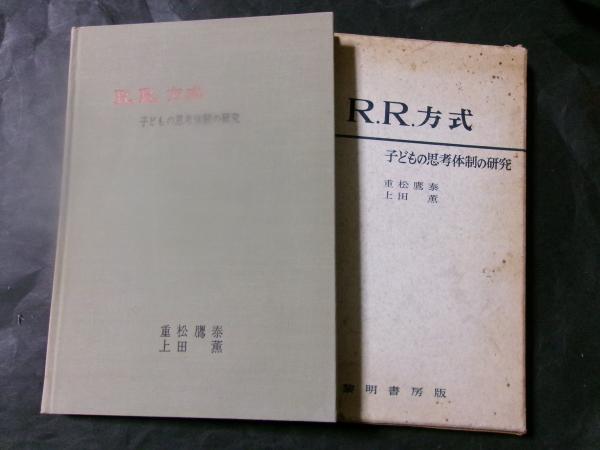 R.R.方式
子どもの思考体制の研究
重松鷹泰
上田薫
R.R.方式
子どもの思考体制の研究
重松鷹泰
上田薫
黎明書房版